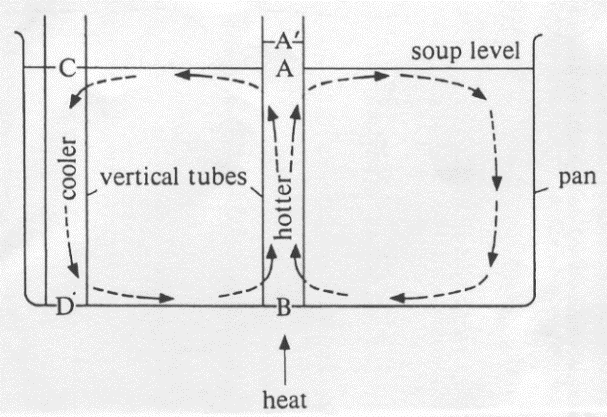 A′
soup level
C
A
cooler
vertical tubes
hotter
pan
D
B
heat